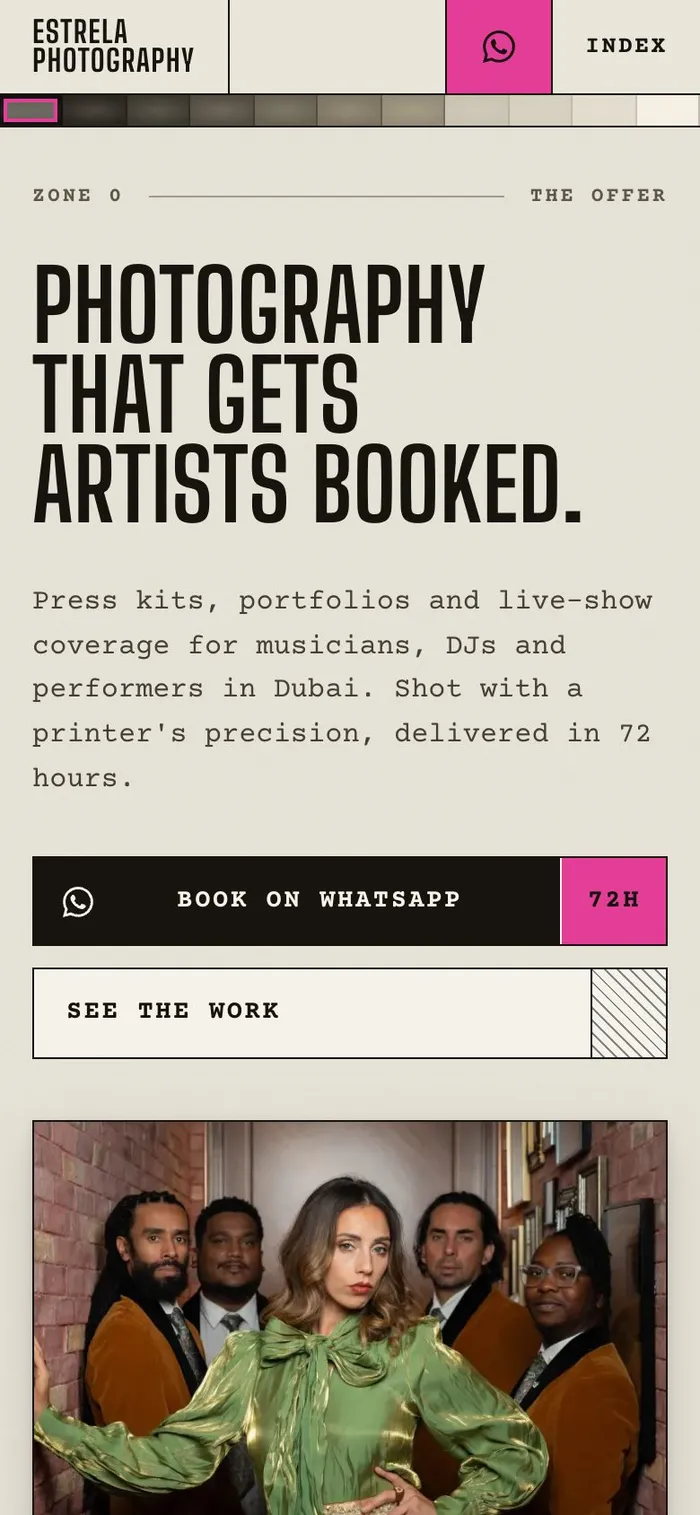 ESTRELA
PHOTOGRAPHY
INDEX
ZONE 0
THE OFFER
PHOTOGRAPHY
THAT GETS
ARTISTS BOOKED.
Press kits, portfolios and live-show
coverage for musicians, DJs and
performers in Dubai. Shot with a
printer's precision, delivered in 72
hours.
BOOK ON WHATSAPP
72H
SEE THE WORK